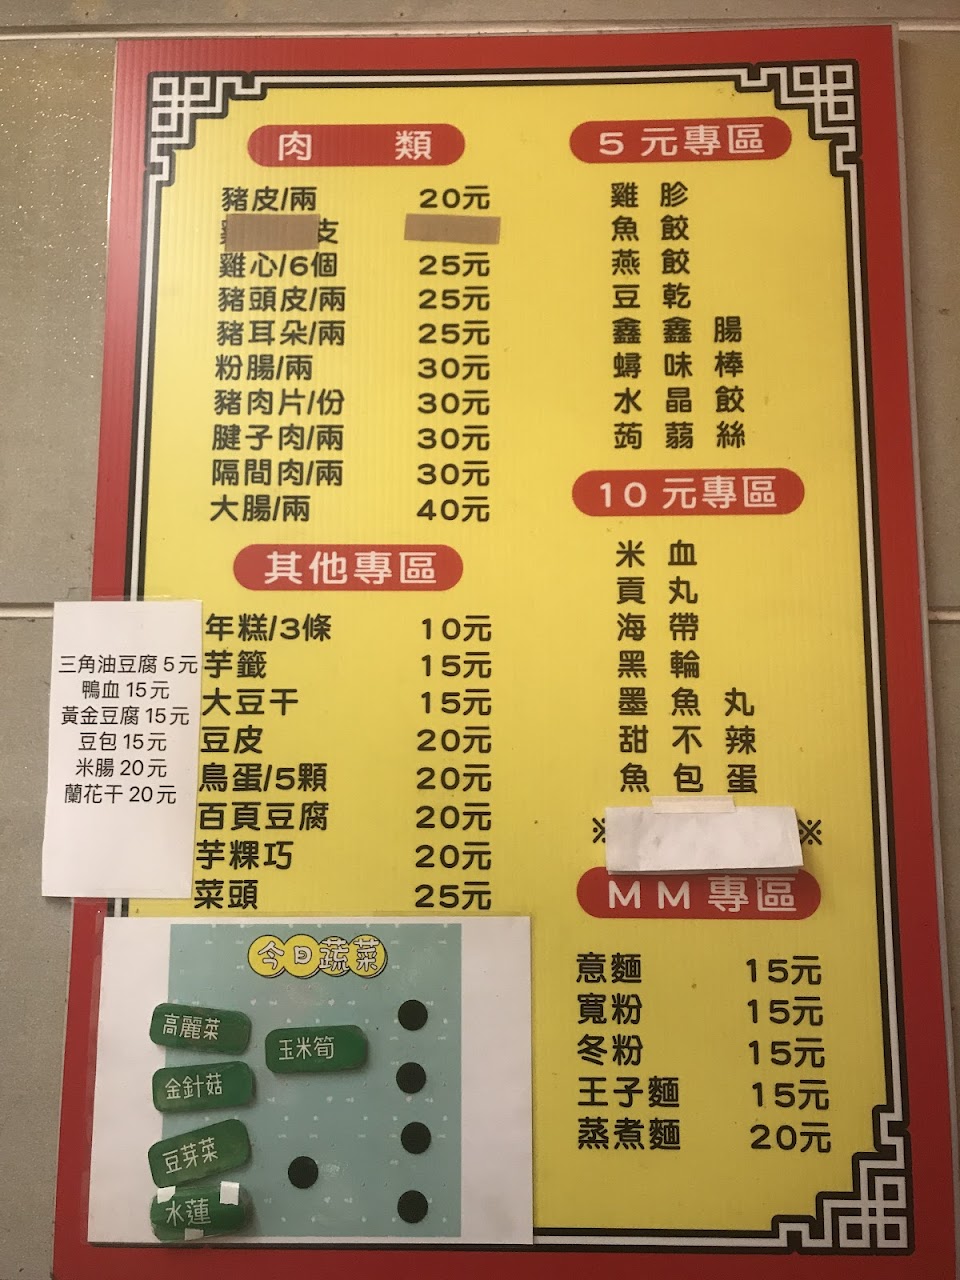 肉類
豬皮/兩 20元
支
雞心/6個 25元
豬頭皮/兩 25元
豬耳朵/兩 25元
粉腸/兩 30元
豬肉片/份 30元
腱子肉/兩 30元
隔間肉/兩 30元
大腸/兩 40元
其他專區
年糕/3條 10元
芋籤 15元
大豆干 15元
豆皮 20元
鳥蛋/5顆 20元
百頁豆腐 20元
芋粿巧 20元
菜頭 25元
三角油豆腐 5元
鴨血 15元
黃金豆腐 15元
豆包 15元
米腸 20元
蘭花干 20元
今日蔬菜
高麗菜
玉米筍
金針菇
豆芽菜
水蓮
5元專區
雞胗
魚餃
燕餃
豆乾
鑫鑫腸
蟳味棒
水晶餃
蒟蒻絲
10元專區
米血
貢丸
海帶
黑輪
墨魚丸
甜不辣
魚包蛋
※ ※
MM專區
意麵 15元
寬粉 15元
冬粉 15元
王子麵 15元
蒸煮麵 20元